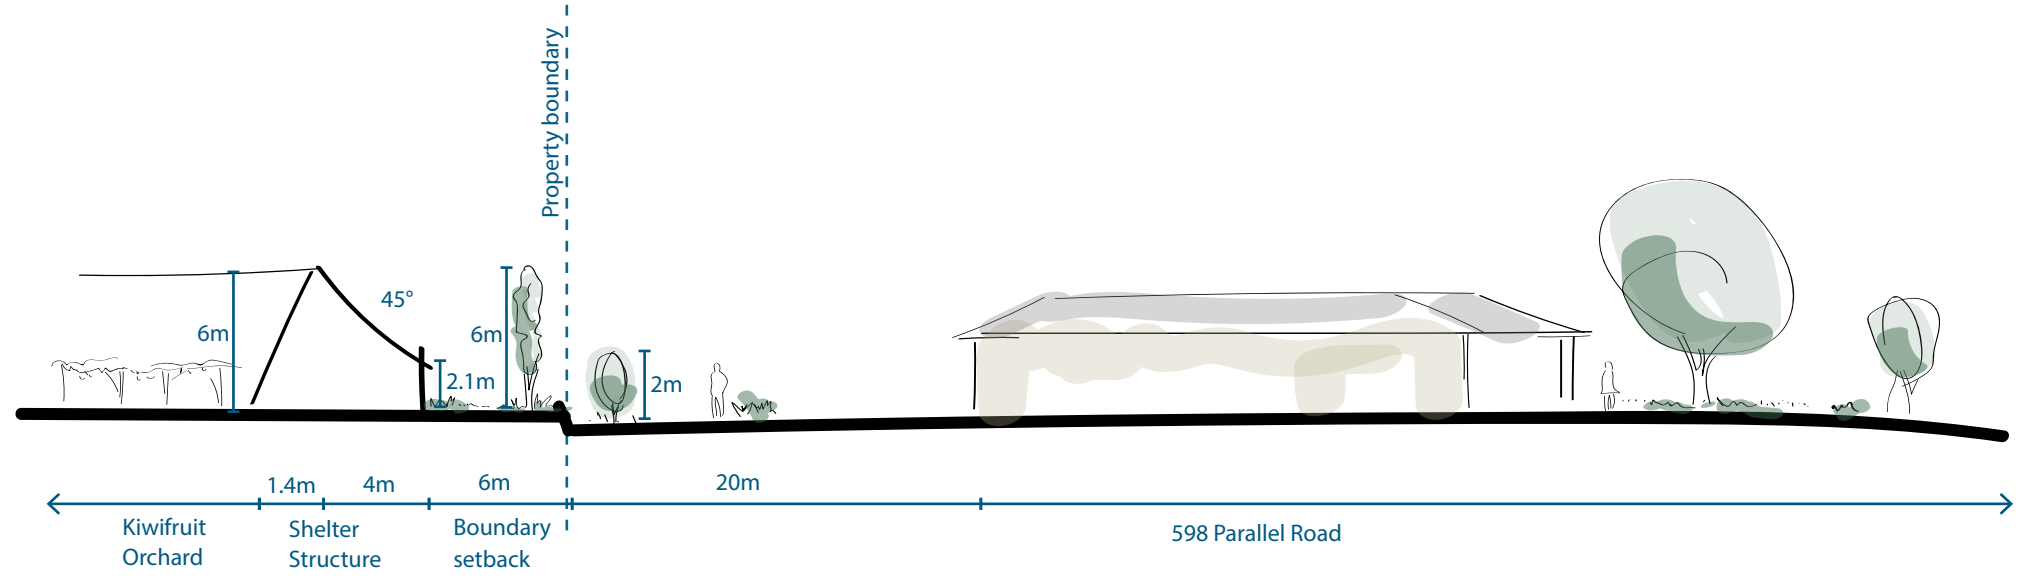 Property boundary
45°
6m
6m
2.1m
2m
1.4m
4m
6m
20m
Kiwifruit
Orchard
Shelter
Structure
Boundary
setback
598 Parallel Road